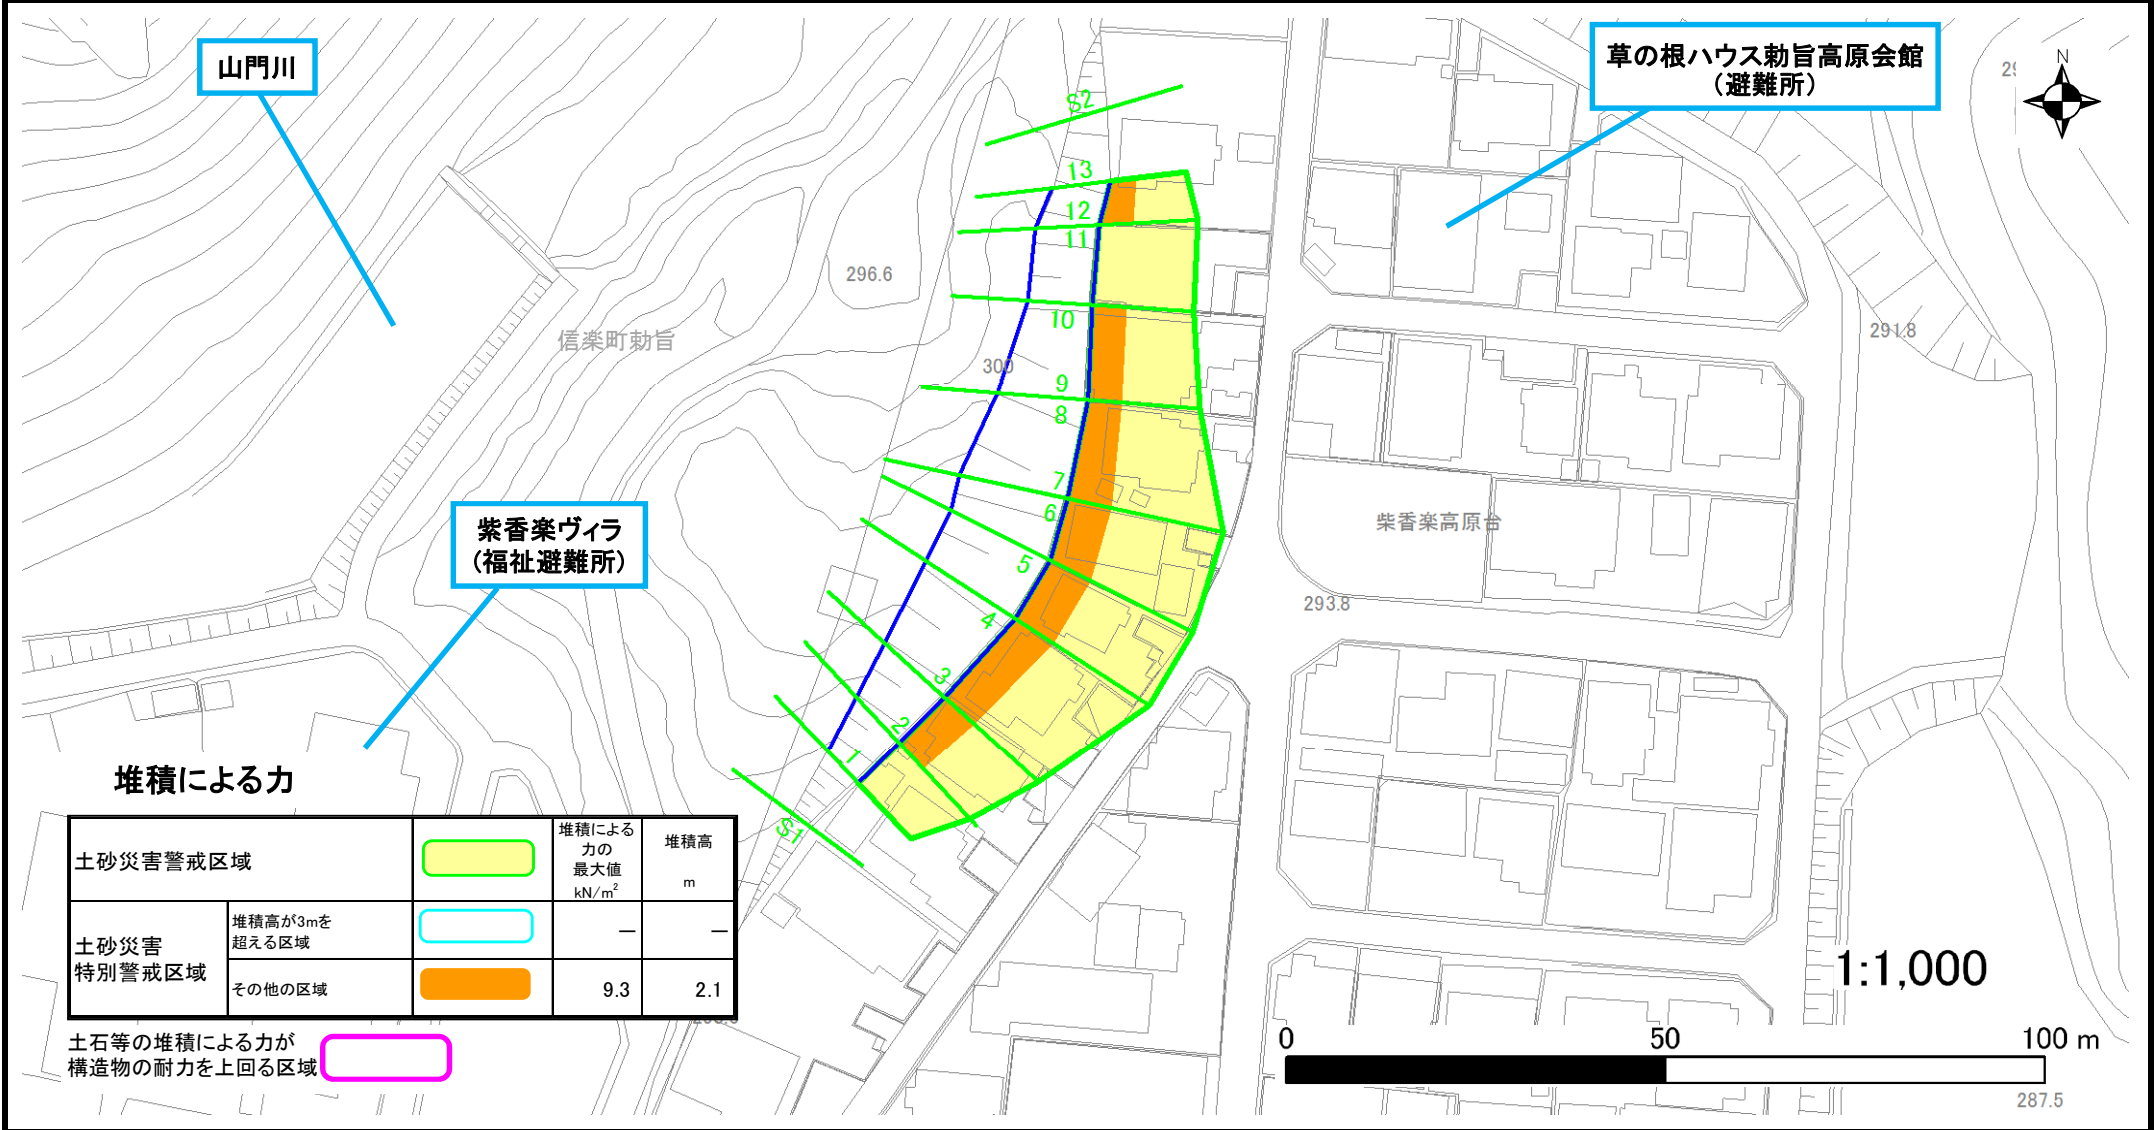 山門川
草の根ハウス勅旨高原会館
（避難所）
N
S2
13
12
11
296.6
10
信楽町勅旨
291.8
300
9
8
7
6
紫香楽ヴィラ
（福祉避難所）
柴香楽高原台
5
293.8
4
3
2
1
S1
堆積による力
土砂災害警戒区域
堆積による
力の
最大値
kN/m²
堆積高
m
土砂災害
特別警戒区域
堆積高が3mを
超える区域
―
―
その他の区域
9.3
2.1
土石等の堆積による力が
構造物の耐力を上回る区域
1:1,000
0 50 100 m
287.5